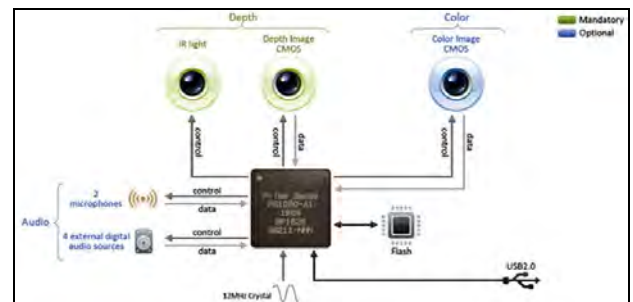 Depth
Color
Mandatory
Optional
IR light
Depth Image
CMOS
Color Image
CMOS
control
control
data
control
data
2
microphones
control
data
Audio
4 external digital
audio sources
control
data
Flash
USB2.0
12MHz Crystal